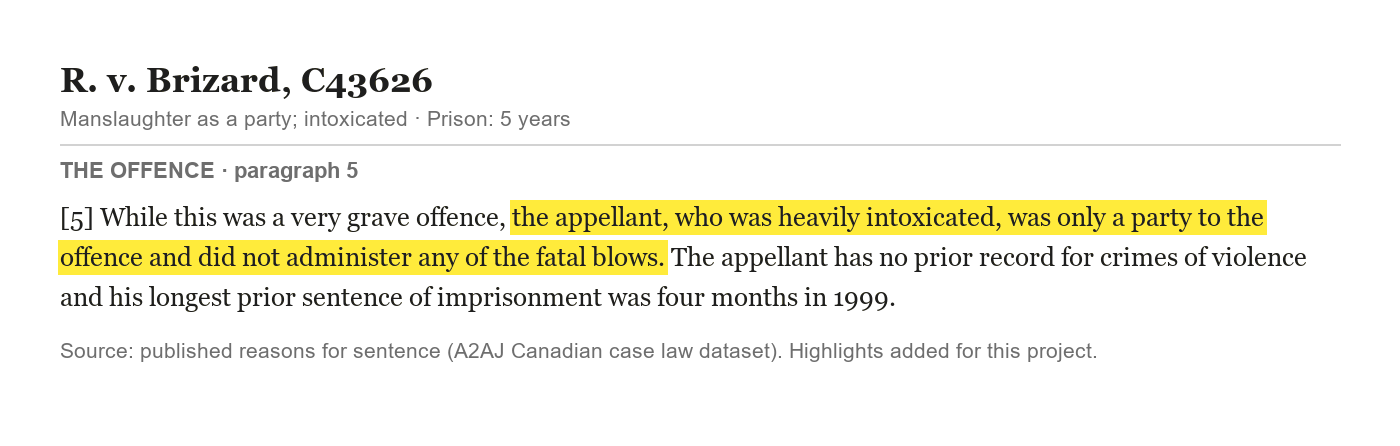 R. v. Brizard, C43626
Manslaughter as a party; intoxicated · Prison: 5 years
THE OFFENCE · paragraph 5
[5] While this was a very grave offence, the appellant, who was heavily intoxicated, was only a party to the
offence and did not administer any of the fatal blows. The appellant has no prior record for crimes of violence
and his longest prior sentence of imprisonment was four months in 1999.
Source: published reasons for sentence (A2AJ Canadian case law dataset). Highlights added for this project.